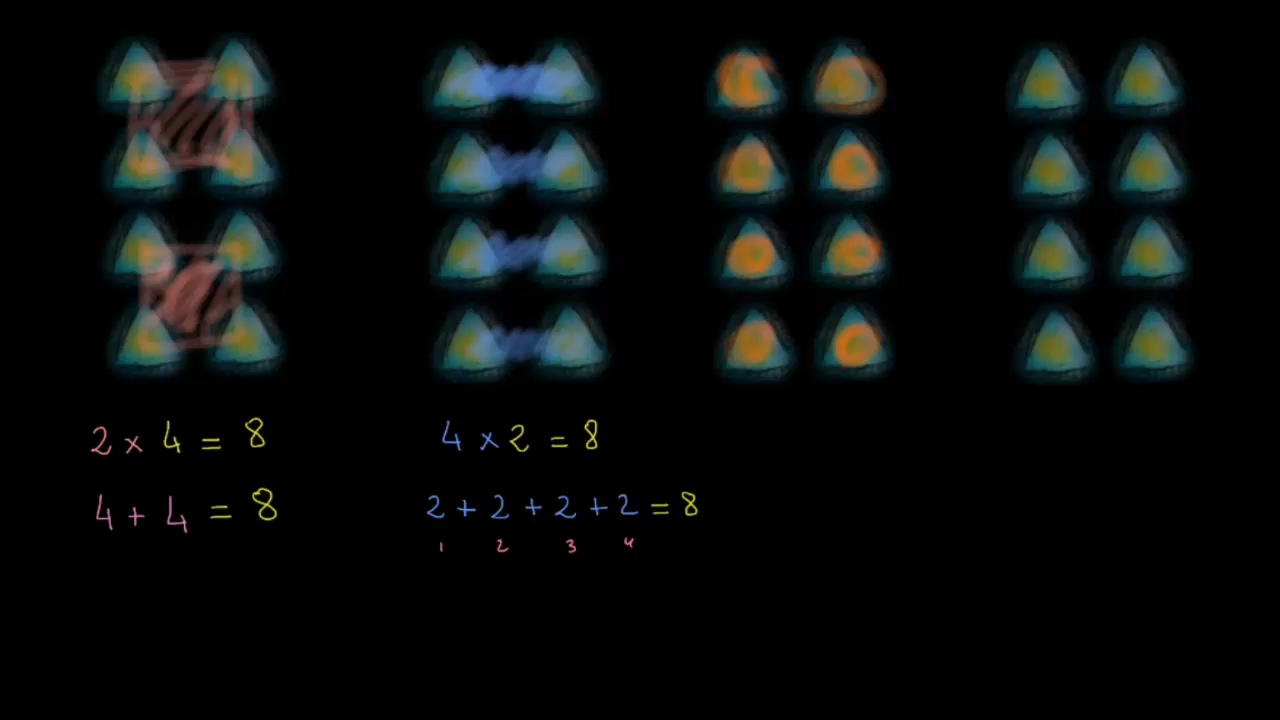 2 × 4 = 8
4 + 4 = 8
4 × 2 = 8
2 + 2 + 2 + 2 = 8
1 2 3 4